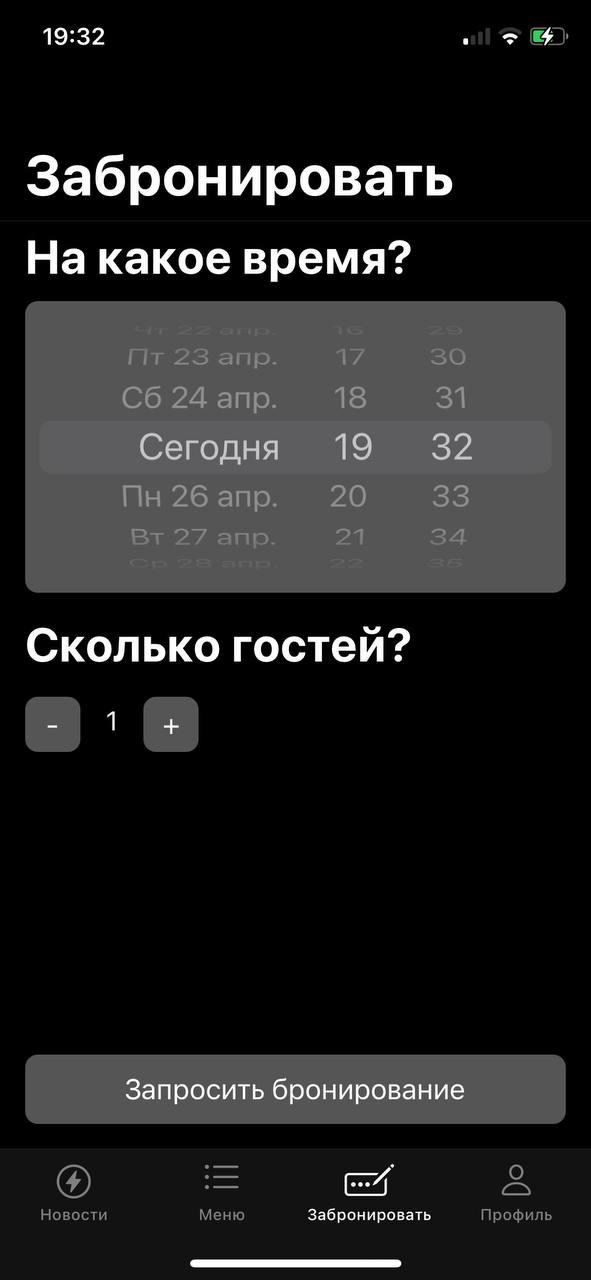 19:32
Забронировать
На какое время?
Чт 22 апр. 16 29
Пт 23 апр. 17 30
Сб 24 апр. 18 31
Сегодня 19 32
Пн 26 апр. 20 33
Вт 27 апр. 21 34
Ср 28 апр. 22 35
Сколько гостей?
- 1 +
Запросить бронирование
Новости Меню Забронировать Профиль